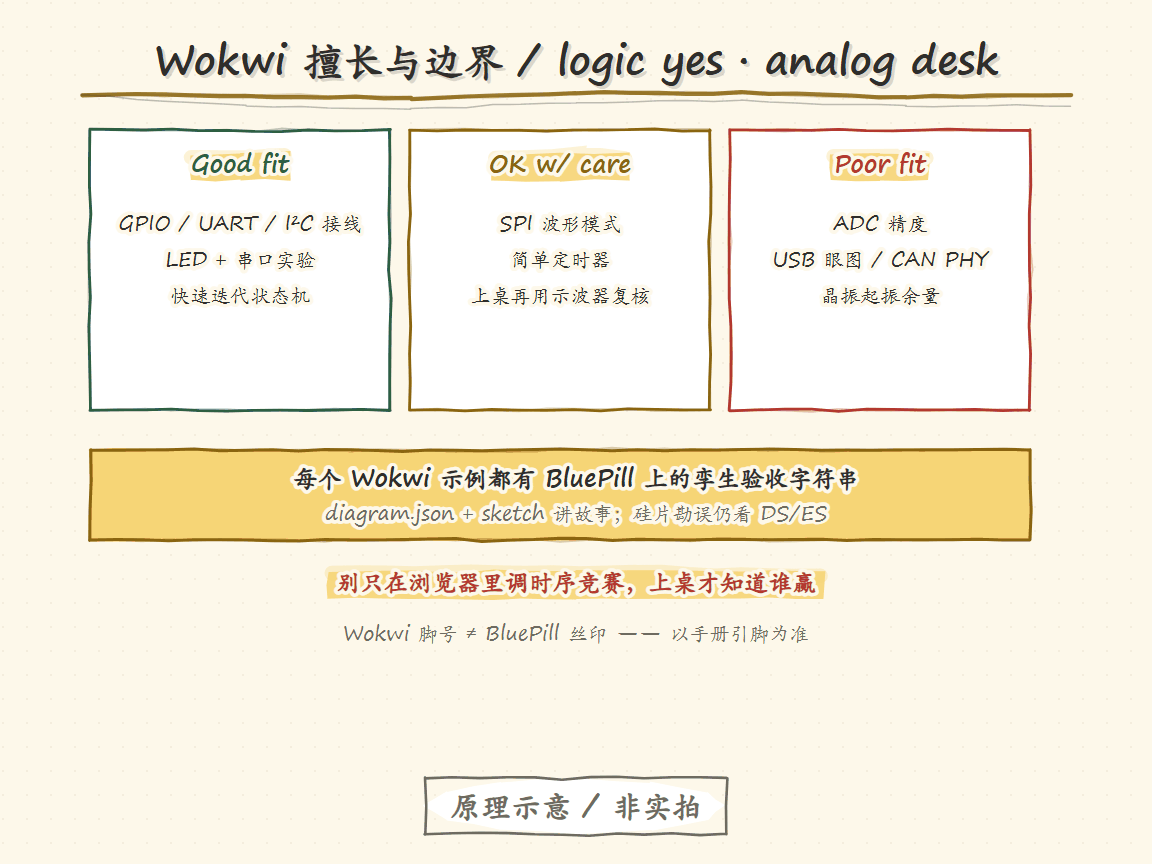 Wokwi 擅长与边界 / logic yes · analog desk
Good fit
GPIO / UART / I²C 接线
LED + 串口实验
快速迭代状态机
OK w/ care
SPI 波形模式
简单定时器
上桌再用示波器复核
Poor fit
ADC 精度
USB 眼图 / CAN PHY
晶振起振余量
每个 Wokwi 示例都有 BluePill 上的孪生验收字符串
diagram.json + sketch 讲故事；硅片勘误仍看 DS/ES
别只在浏览器里调时序竞赛，上桌才知道谁赢
Wokwi 脚号 ≠ BluePill 丝印 —— 以手册引脚为准
原理示意 / 非实拍